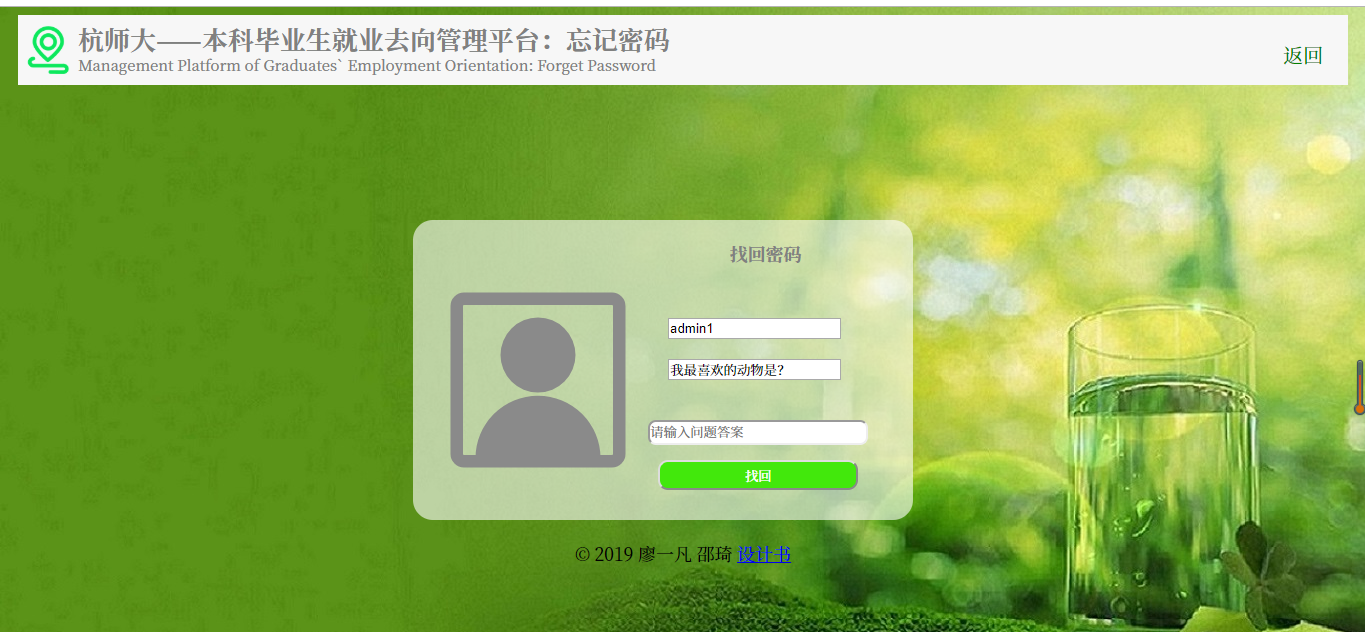 杭师大——本科毕业生就业去向管理平台：忘记密码
Management Platform of Graduates` Employment Orientation: Forget Password
返回
找回密码
admin1
我最喜欢的动物是？
请输入问题答案
找回
© 2019 廖一凡 邵琦 设计书